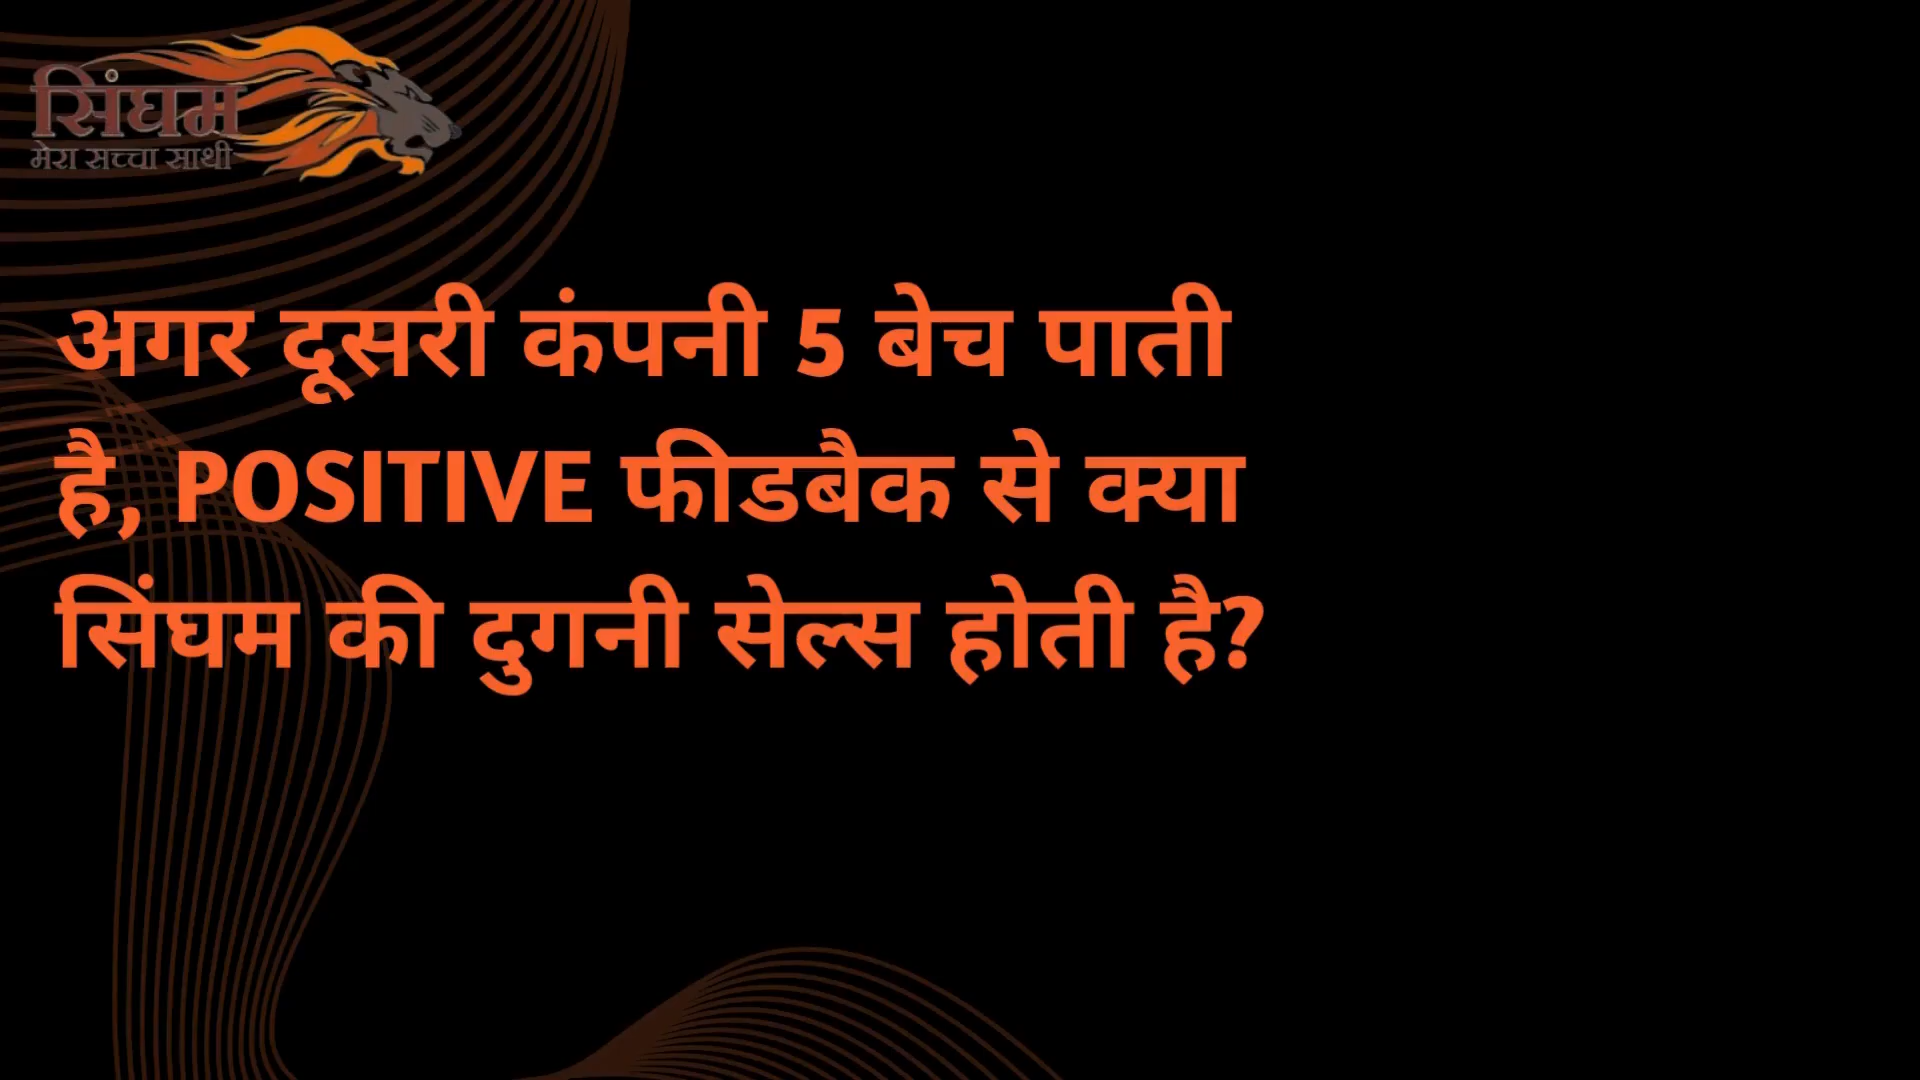 सिंघम
मेरा सच्चा साथी
अगर दूसरी कंपनी 5 बेच पाती
है, POSITIVE फीडबैक से क्या
सिंघम की दुगनी सेल्स होती है?